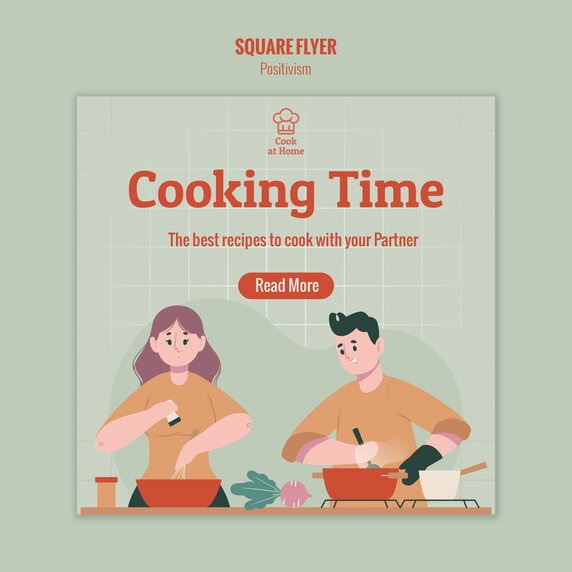 SQUARE FLYER
Positivism
Cook
at Home
Cooking Time
The best recipes to cook with your Partner
Read More